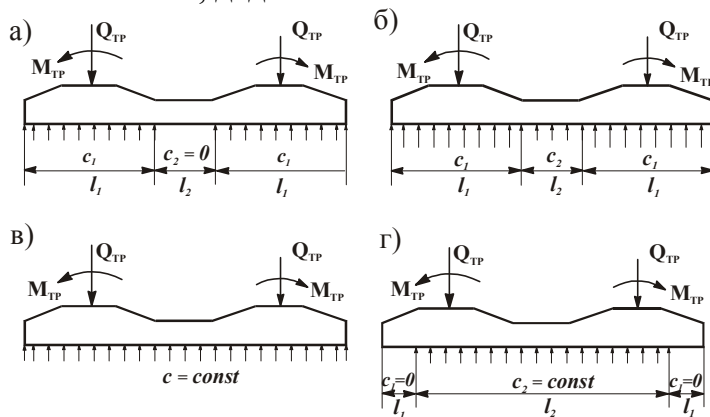 а)
Q_ТР
Q_ТР
M_ТР
M_ТР
c_1
c_2 = 0
c_1
l_1
l_2
l_1
б)
Q_ТР
Q_ТР
M_ТР
M_ТР
c_1
c_2
c_1
l_1
l_2
l_1
в)
Q_ТР
Q_ТР
M_ТР
M_ТР
c = const
г)
Q_ТР
Q_ТР
M_ТР
M_ТР
c_1=0
c_2 = const
c_1=0
l_1
l_2
l_1